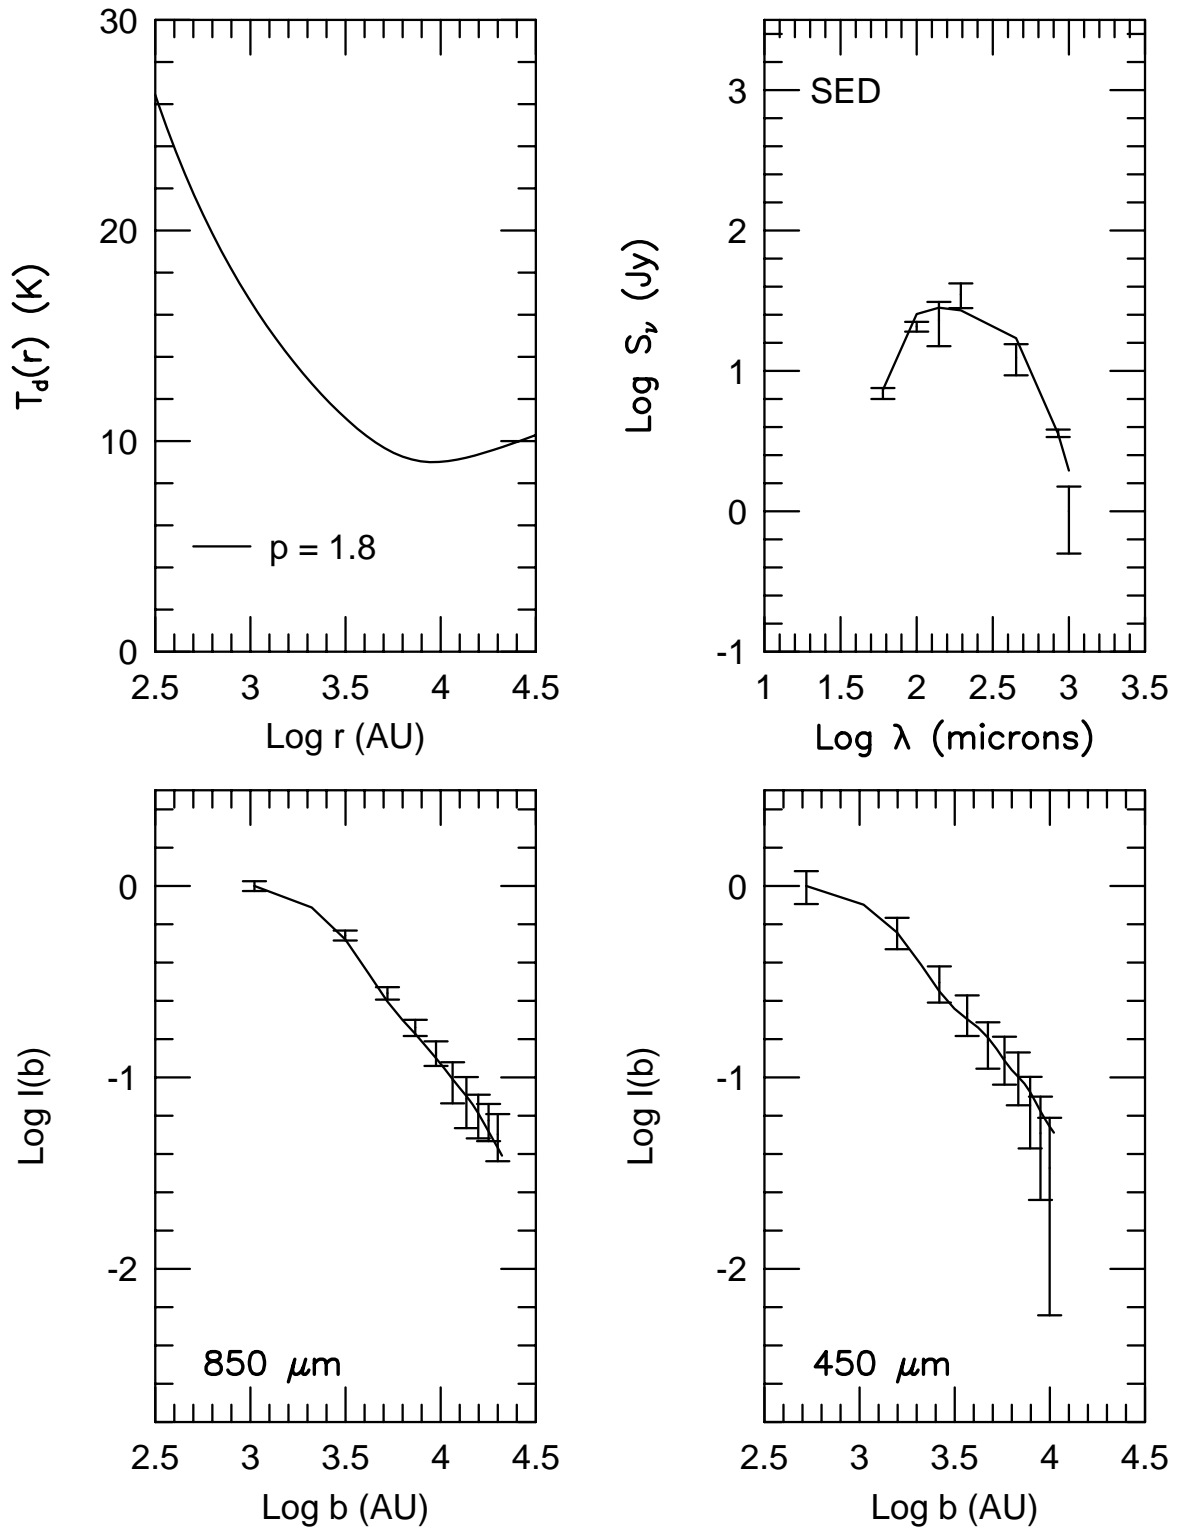 30
20
10
0
T_d(r) (K)
p = 1.8
2.5 3 3.5 4 4.5
Log r (AU)
3
2
1
0
-1
Log S_ν (Jy)
SED
1 1.5 2 2.5 3 3.5
Log λ (microns)
0
-1
-2
Log I(b)
850 μm
2.5 3 3.5 4 4.5
Log b (AU)
0
-1
-2
Log I(b)
450 μm
2.5 3 3.5 4 4.5
Log b (AU)